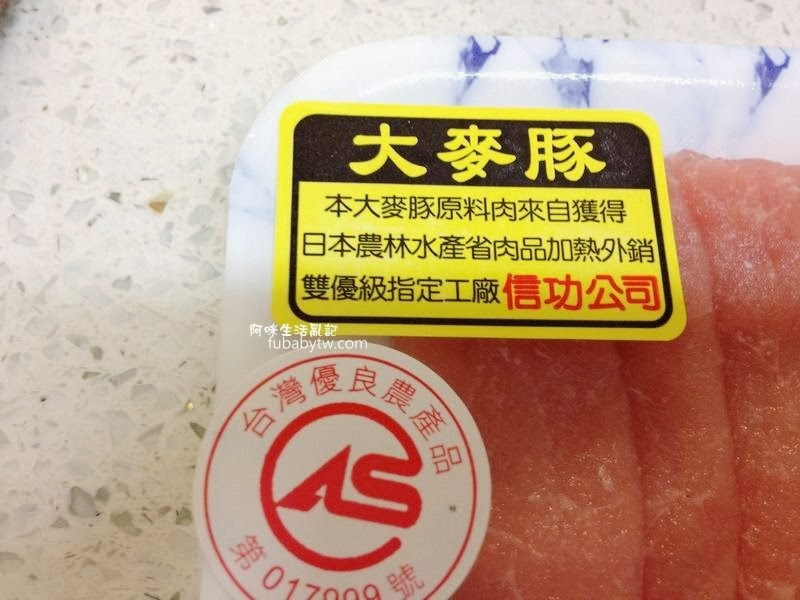 大麥豚
本大麥豚原料肉來自獲得
日本農林水產省肉品加熱外銷
雙優級指定工廠信功公司
阿咪生活亂記
fubabytw.com
台灣優良農產品
CAS
第 017999 號